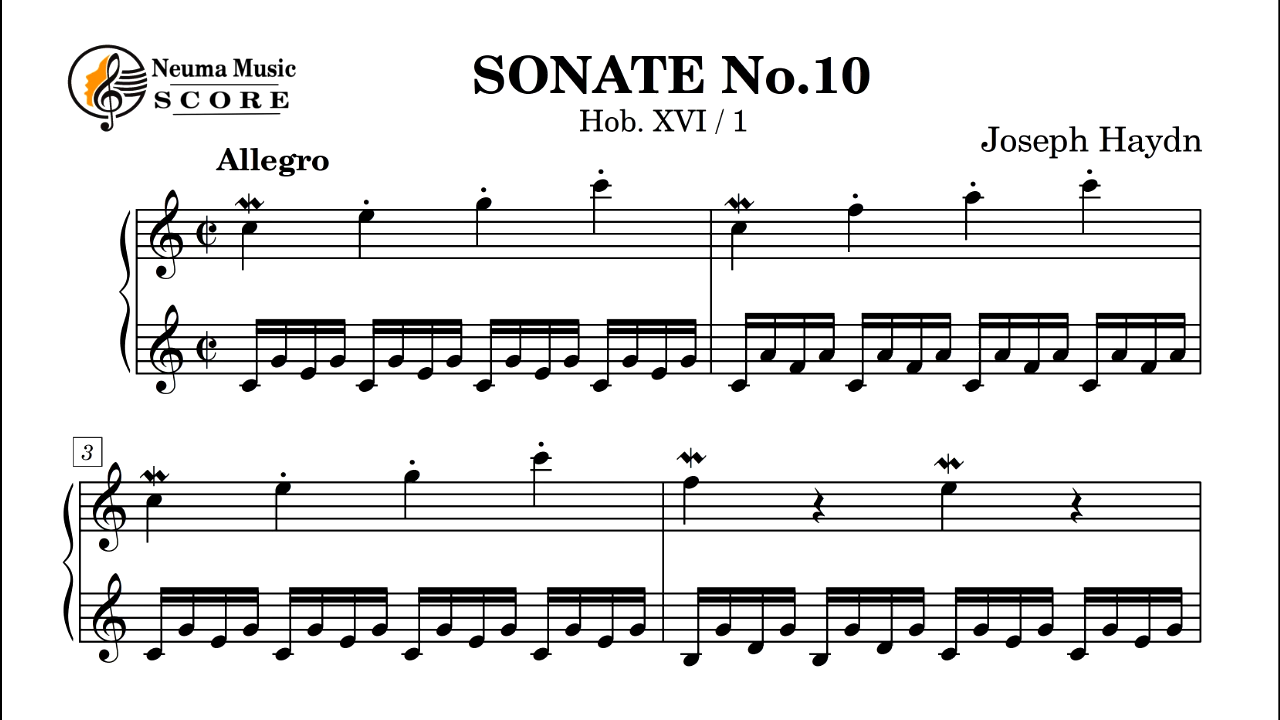 Neuma Music
SCORE
SONATE No.10
Hob. XVI / 1
Joseph Haydn
Allegro
3